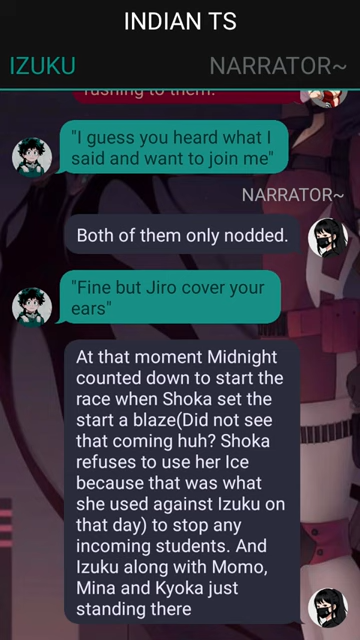 INDIAN TS
IZUKU
NARRATOR~
rushing to them.
"I guess you heard what I
said and want to join me"
NARRATOR~
Both of them only nodded.
"Fine but Jiro cover your
ears"
At that moment Midnight
counted down to start the
race when Shoka set the
start a blaze(Did not see
that coming huh? Shoka
refuses to use her Ice
because that was what
she used against Izuku on
that day) to stop any
incoming students. And
Izuku along with Momo,
Mina and Kyoka just
standing there